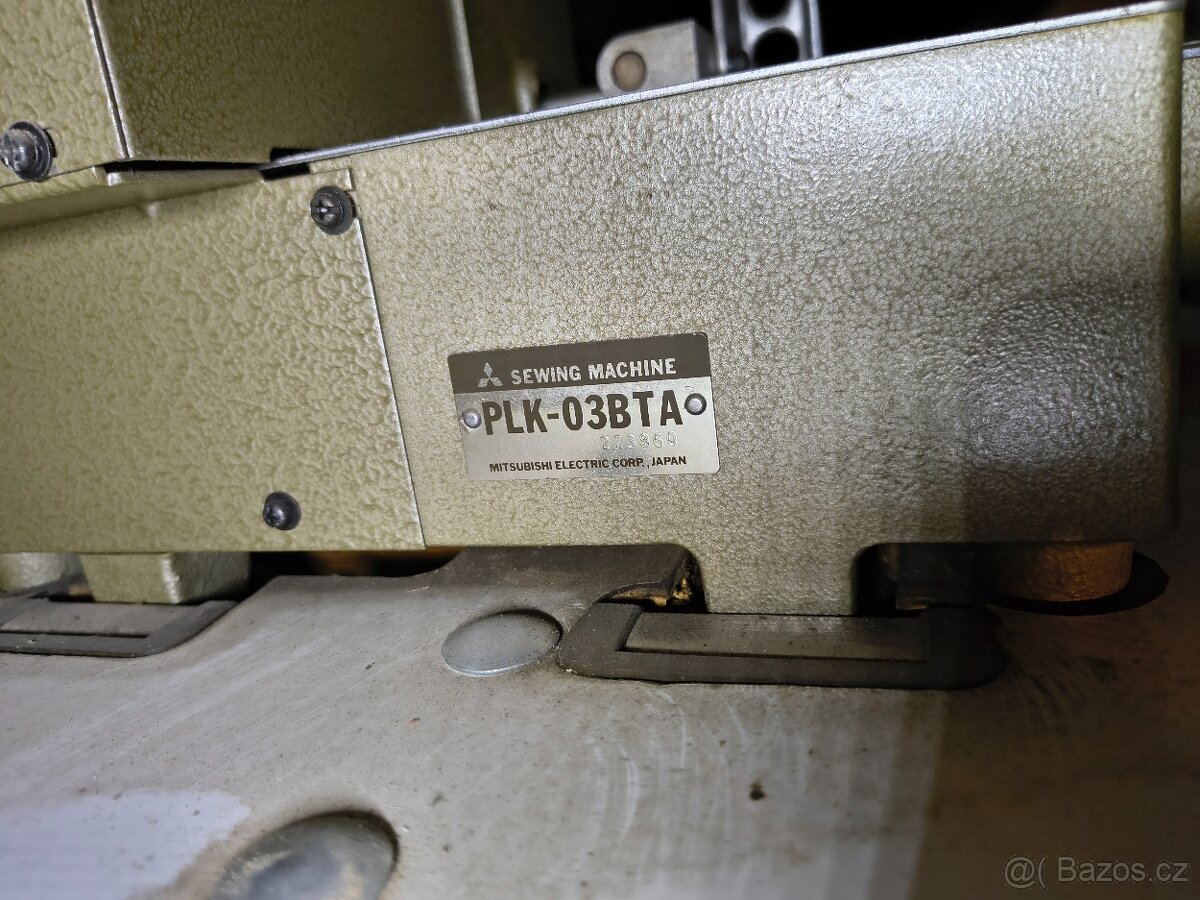 SEWING MACHINE
PLK-03BTA
MITSUBISHI ELECTRIC CORP., JAPAN
@( Bazos.cz